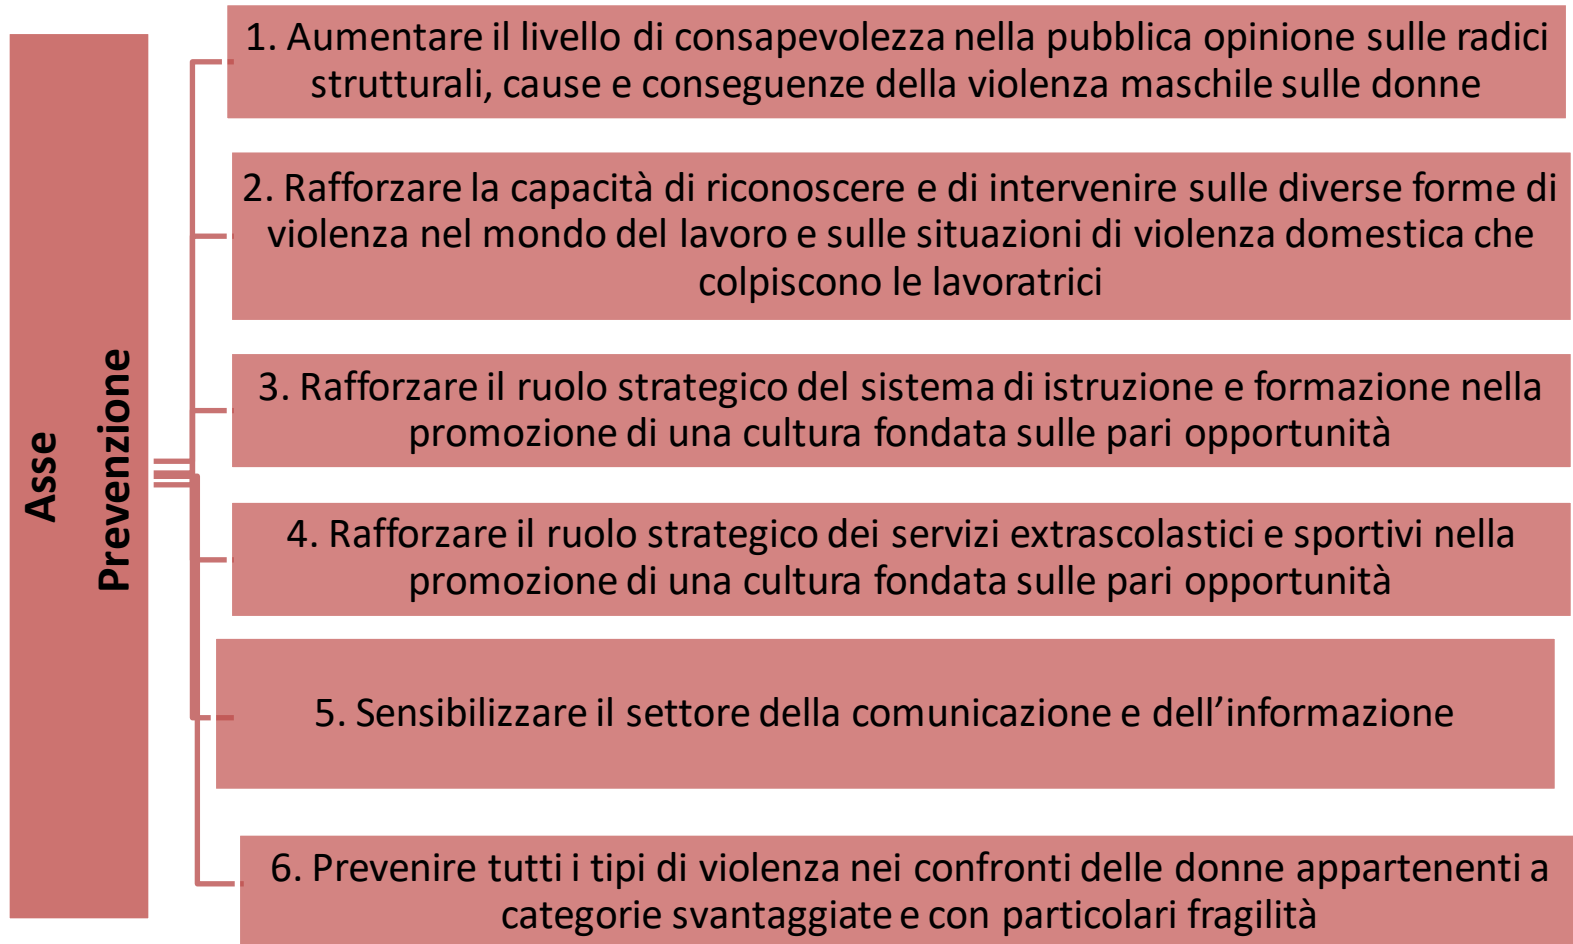 Asse
Prevenzione
1. Aumentare il livello di consapevolezza nella pubblica opinione sulle radici
strutturali, cause e conseguenze della violenza maschile sulle donne
2. Rafforzare la capacità di riconoscere e di intervenire sulle diverse forme di
violenza nel mondo del lavoro e sulle situazioni di violenza domestica che
colpiscono le lavoratrici
3. Rafforzare il ruolo strategico del sistema di istruzione e formazione nella
promozione di una cultura fondata sulle pari opportunità
4. Rafforzare il ruolo strategico dei servizi extrascolastici e sportivi nella
promozione di una cultura fondata sulle pari opportunità
5. Sensibilizzare il settore della comunicazione e dell’informazione
6. Prevenire tutti i tipi di violenza nei confronti delle donne appartenenti a
categorie svantaggiate e con particolari fragilità